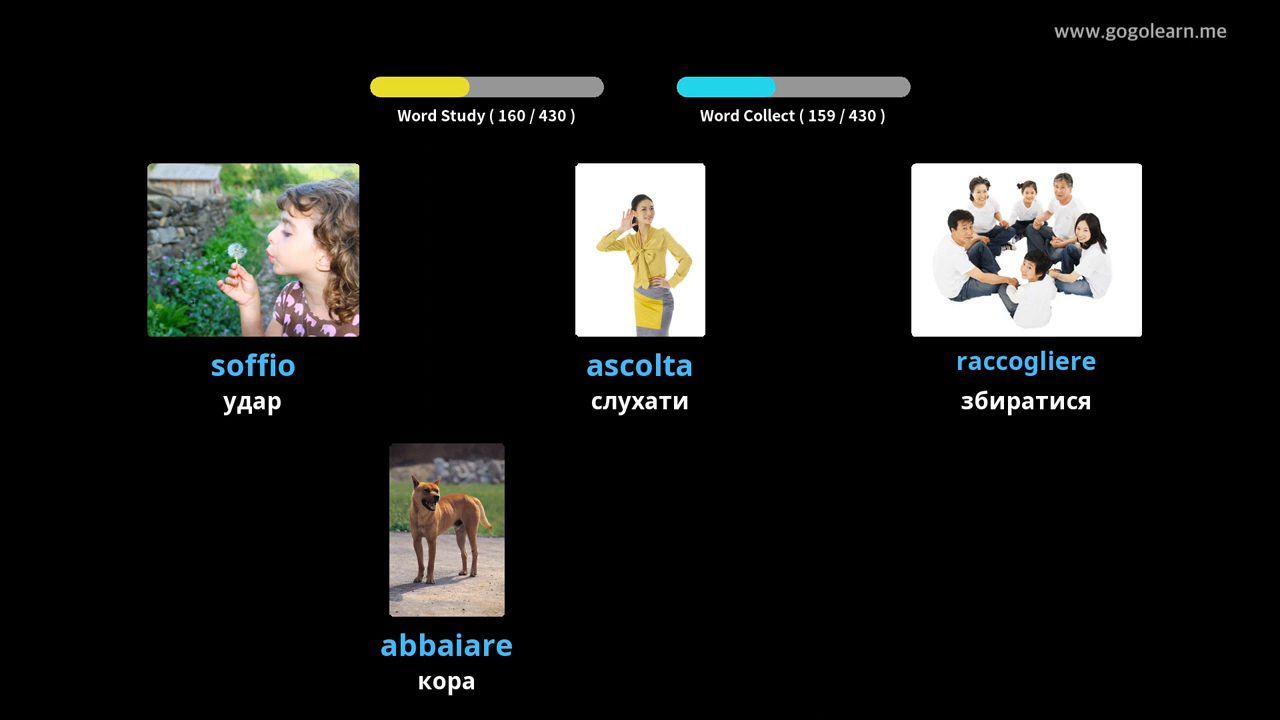 www.gogolearn.me
Word Study ( 160 / 430 )
Word Collect ( 159 / 430 )
soffio
удар
ascolta
слухати
raccogliere
збиратися
abbaiare
кора